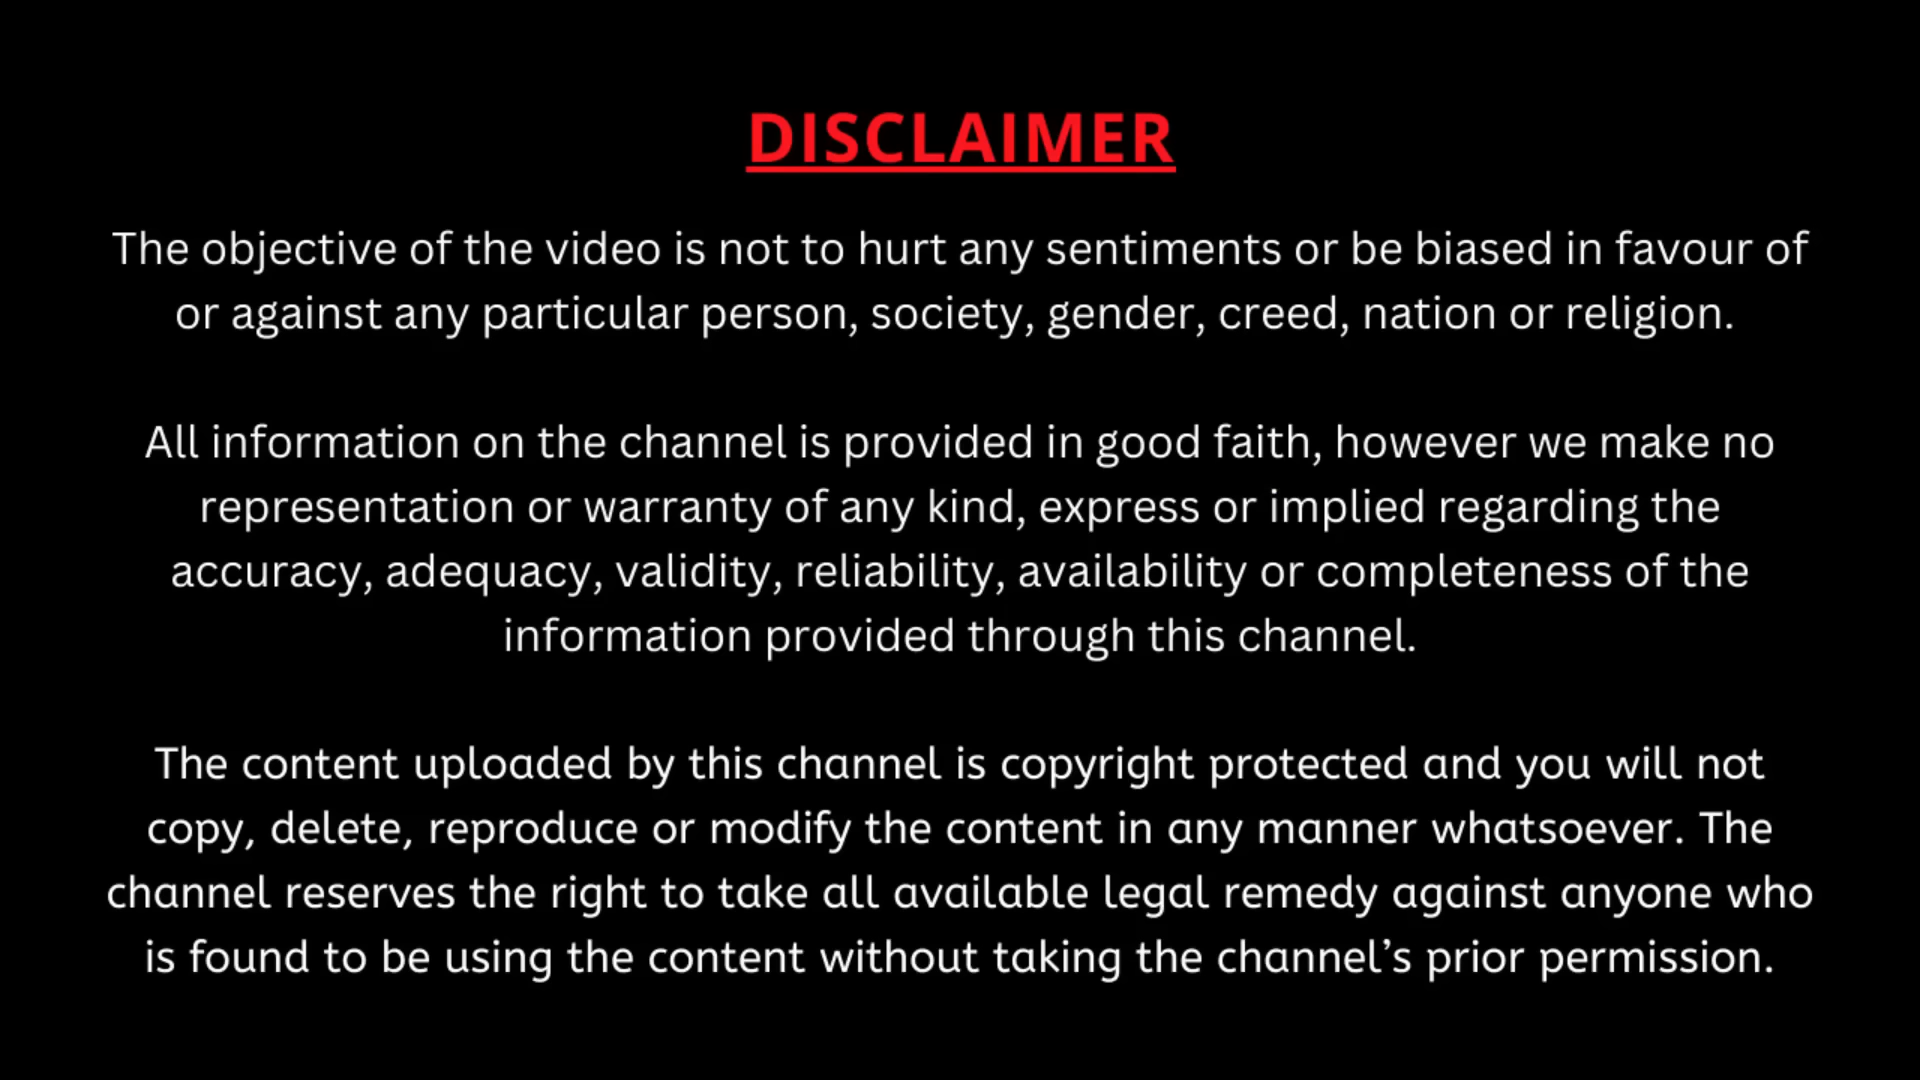 DISCLAIMER
The objective of the video is not to hurt any sentiments or be biased in favour of
or against any particular person, society, gender, creed, nation or religion.
All information on the channel is provided in good faith, however we make no
representation or warranty of any kind, express or implied regarding the
accuracy, adequacy, validity, reliability, availability or completeness of the
information provided through this channel.
The content uploaded by this channel is copyright protected and you will not
copy, delete, reproduce or modify the content in any manner whatsoever. The
channel reserves the right to take all available legal remedy against anyone who
is found to be using the content without taking the channel’s prior permission.